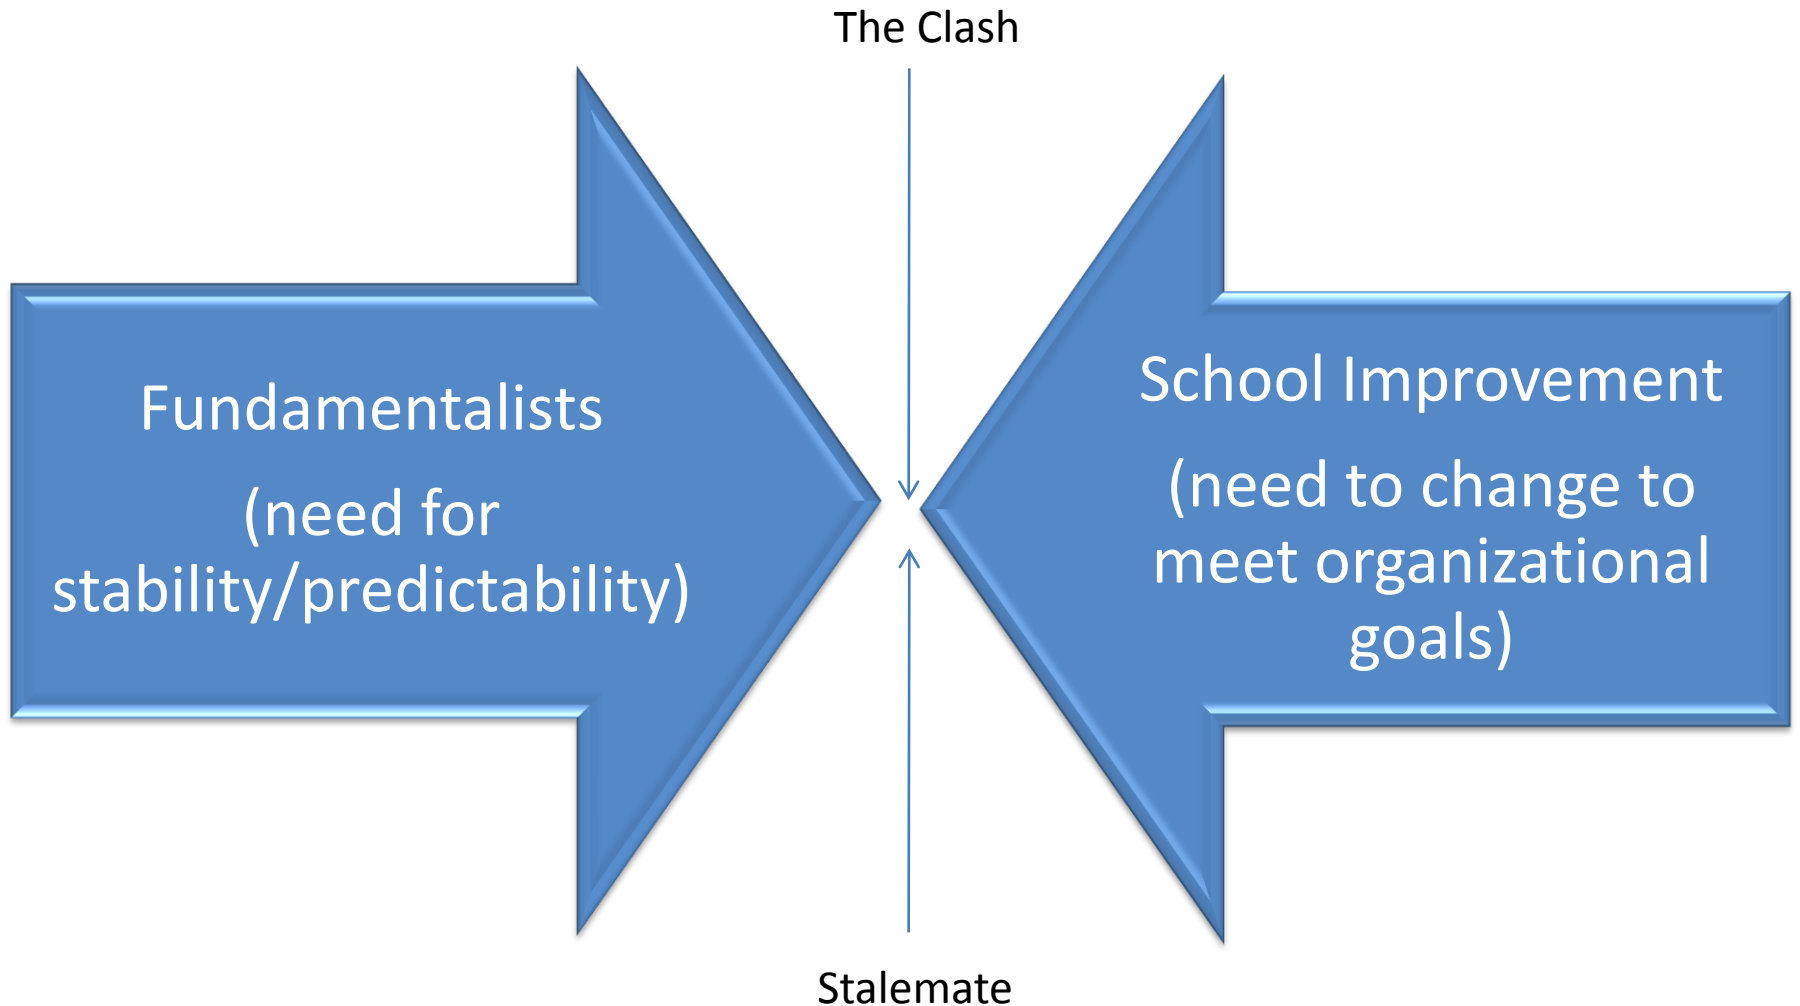 The Clash
Fundamentalists
(need for
stability/predictability)
School Improvement
(need to change to
meet organizational
goals)
Stalemate